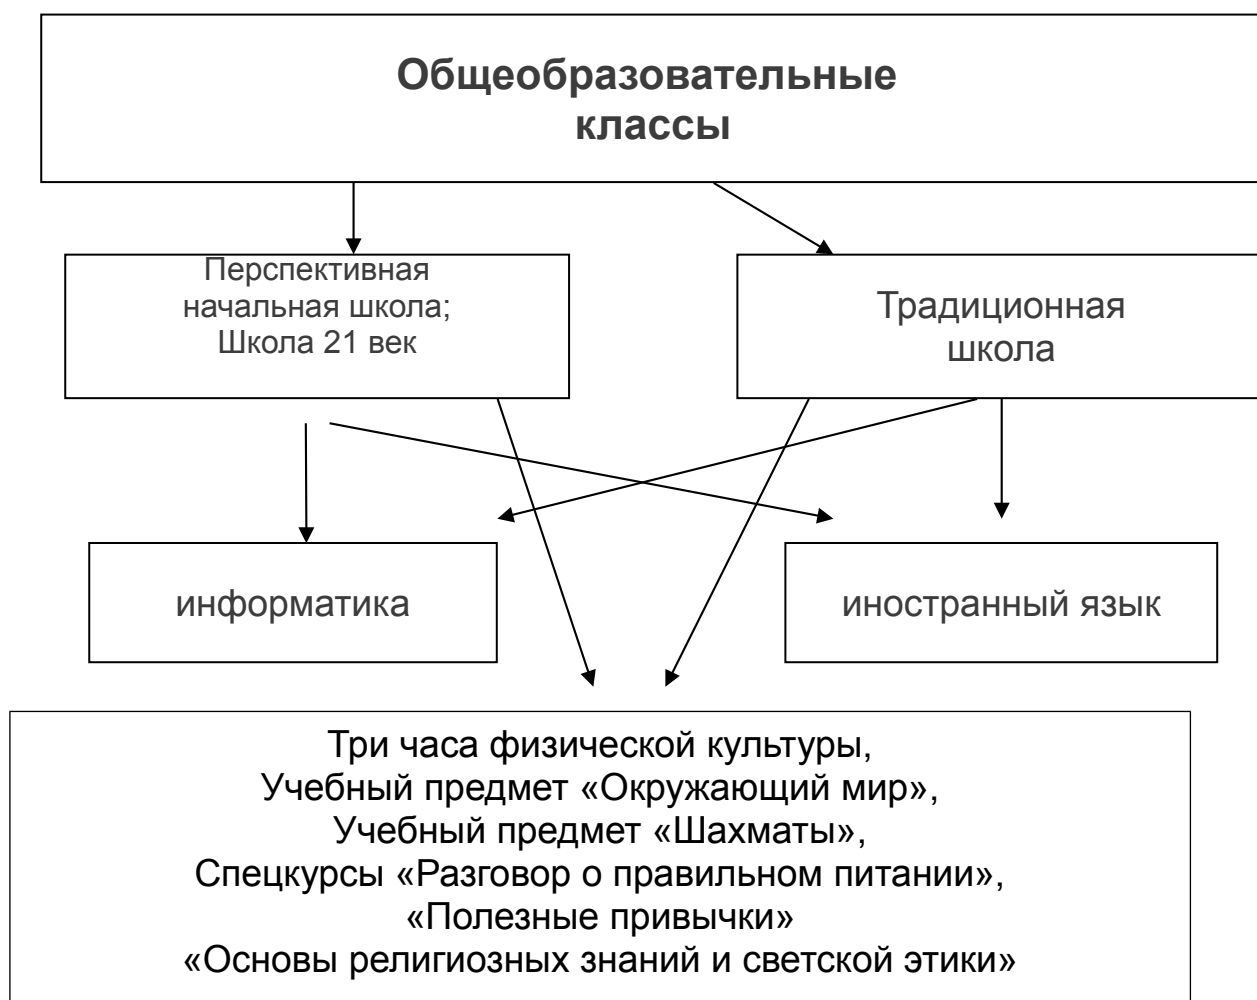 Общеобразовательные
классы
Перспективная
начальная школа;
Школа 21 век
Традиционная
школа
информатика
иностранный язык
Три часа физической культуры,
Учебный предмет «Окружающий мир»,
Учебный предмет «Шахматы»,
Спецкурсы «Разговор о правильном питании»,
«Полезные привычки»
«Основы религиозных знаний и светской этики»